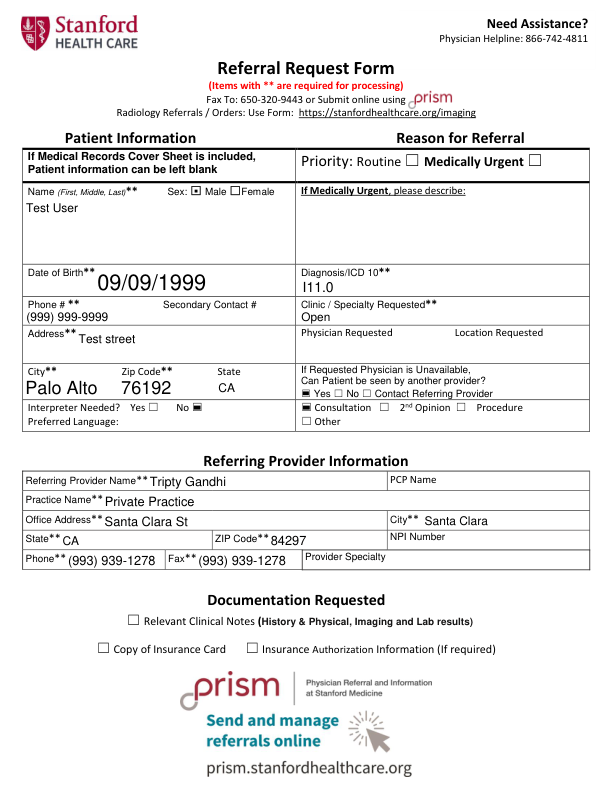 Stanford
HEALTH CARE
Need Assistance?
Physician Helpline: 866-742-4811
Referral Request Form
(Items with ** are required for processing)
Fax To: 650-320-9443 or Submit online using prism
Radiology Referrals / Orders: Use Form: https://stanfordhealthcare.org/imaging
Patient Information
Reason for Referral
If Medical Records Cover Sheet is included,
Patient information can be left blank
Priority: Routine ☐ Medically Urgent ☐
Name (First, Middle, Last)** Sex: ▣ Male ☐ Female
Test User
If Medically Urgent, please describe:
Date of Birth** 09/09/1999
Diagnosis/ICD 10**
I11.0
Phone # ** Secondary Contact #
(999) 999-9999
Clinic / Specialty Requested**
Open
Address** Test street
Physician Requested Location Requested
City** Zip Code** State
Palo Alto 76192 CA
If Requested Physician is Unavailable,
Can Patient be seen by another provider?
▣ Yes ☐ No ☐ Contact Referring Provider
Interpreter Needed? Yes ☐ No ▣
Preferred Language:
▣ Consultation ☐ 2nd Opinion ☐ Procedure
☐ Other
Referring Provider Information
Referring Provider Name** Tripty Gandhi PCP Name
Practice Name** Private Practice
Office Address** Santa Clara St City** Santa Clara
State** CA ZIP Code** 84297 NPI Number
Phone** (993) 939-1278 Fax** (993) 939-1278 Provider Specialty
Documentation Requested
☐ Relevant Clinical Notes (History & Physical, Imaging and Lab results)
☐ Copy of Insurance Card ☐ Insurance Authorization Information (If required)
prism
Physician Referral and Information
at Stanford Medicine
Send and manage
referrals online
prism.stanfordhealthcare.org